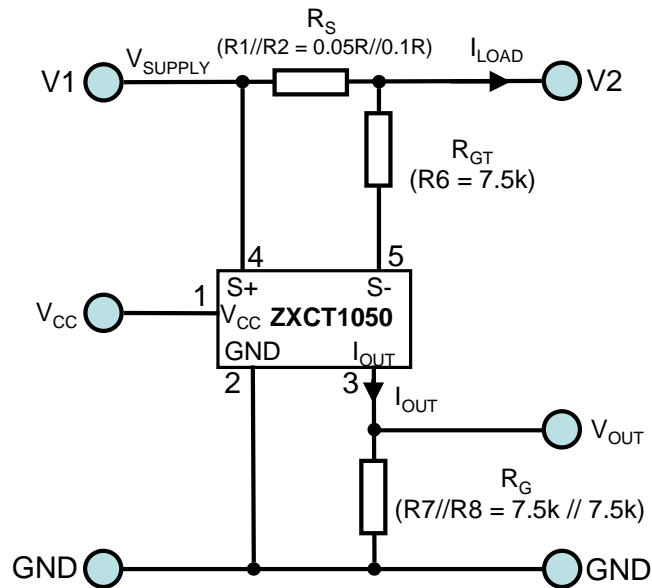 R_S
(R1//R2 = 0.05R//0.1R)
V1
V_SUPPLY
I_LOAD
V2
R_GT
(R6 = 7.5k)
4
5
S+
S-
V_CC
1
V_CC
ZXCT1050
GND
I_OUT
2
3
I_OUT
V_OUT
R_G
(R7//R8 = 7.5k // 7.5k)
GND
GND